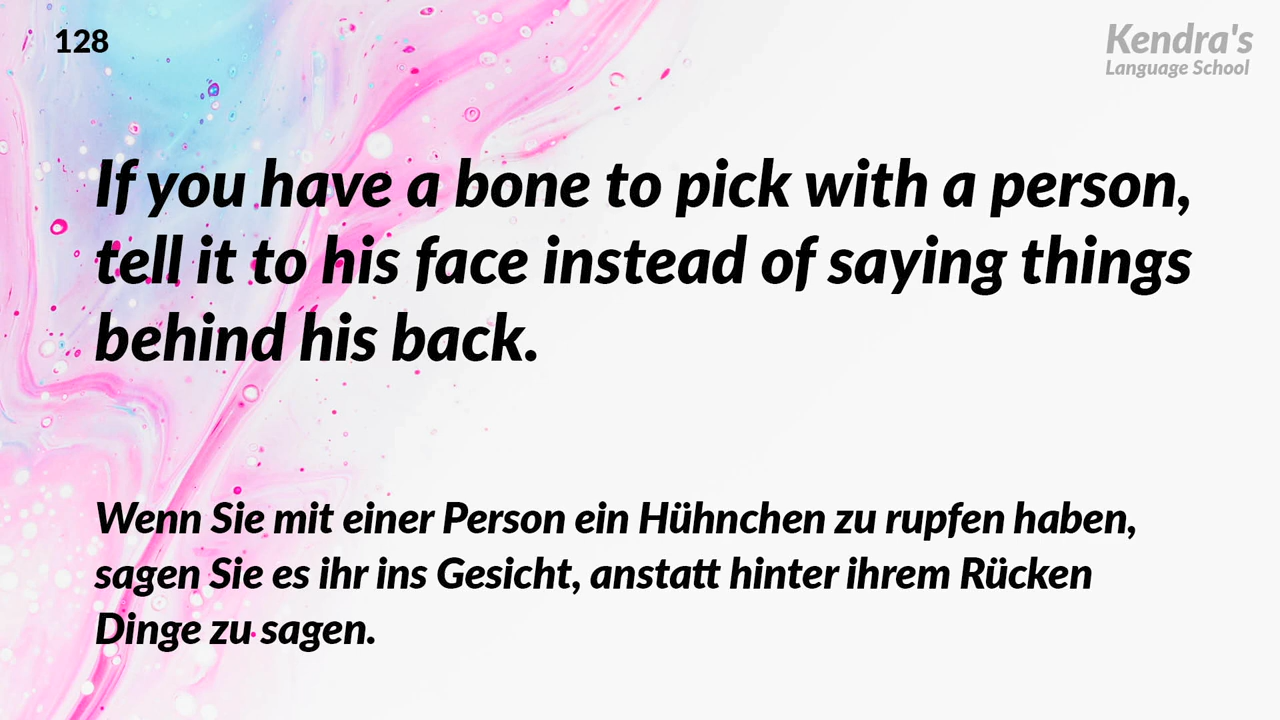 128
Kendra's
Language School
If you have a bone to pick with a person,
tell it to his face instead of saying things
behind his back.
Wenn Sie mit einer Person ein Hühnchen zu rupfen haben,
sagen Sie es ihr ins Gesicht, anstatt hinter ihrem Rücken
Dinge zu sagen.